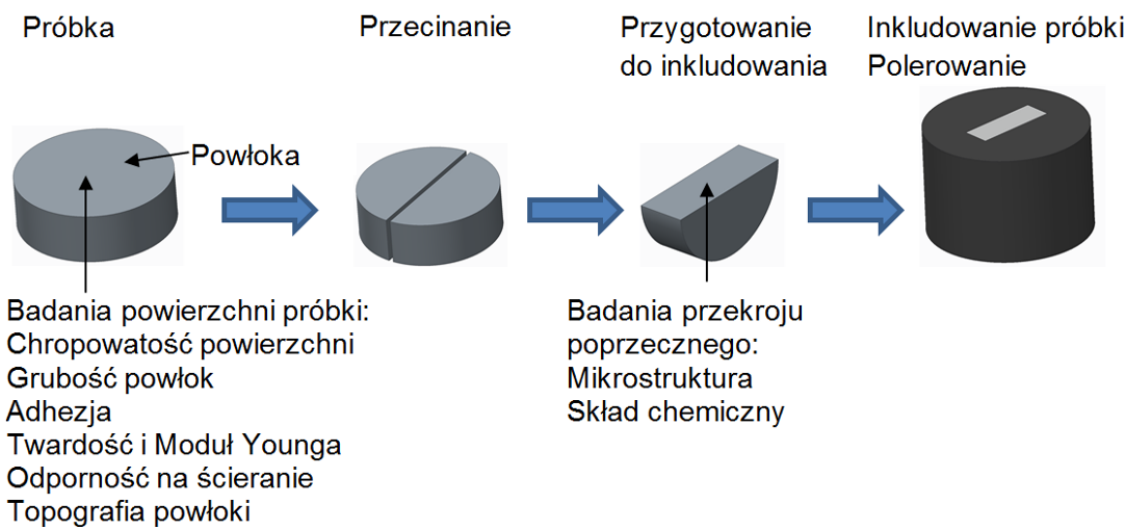 Próbka
Przecinanie
Przygotowanie
do inkludowania
Inkludowanie próbki
Polerowanie
Powłoka
Badania powierzchni próbki:
Chropowatość powierzchni
Grubość powłok
Adhezja
Twardość i Moduł Younga
Odporność na ścieranie
Topografia powłoki
Badania przekroju
poprzecznego:
Mikrostruktura
Skład chemiczny